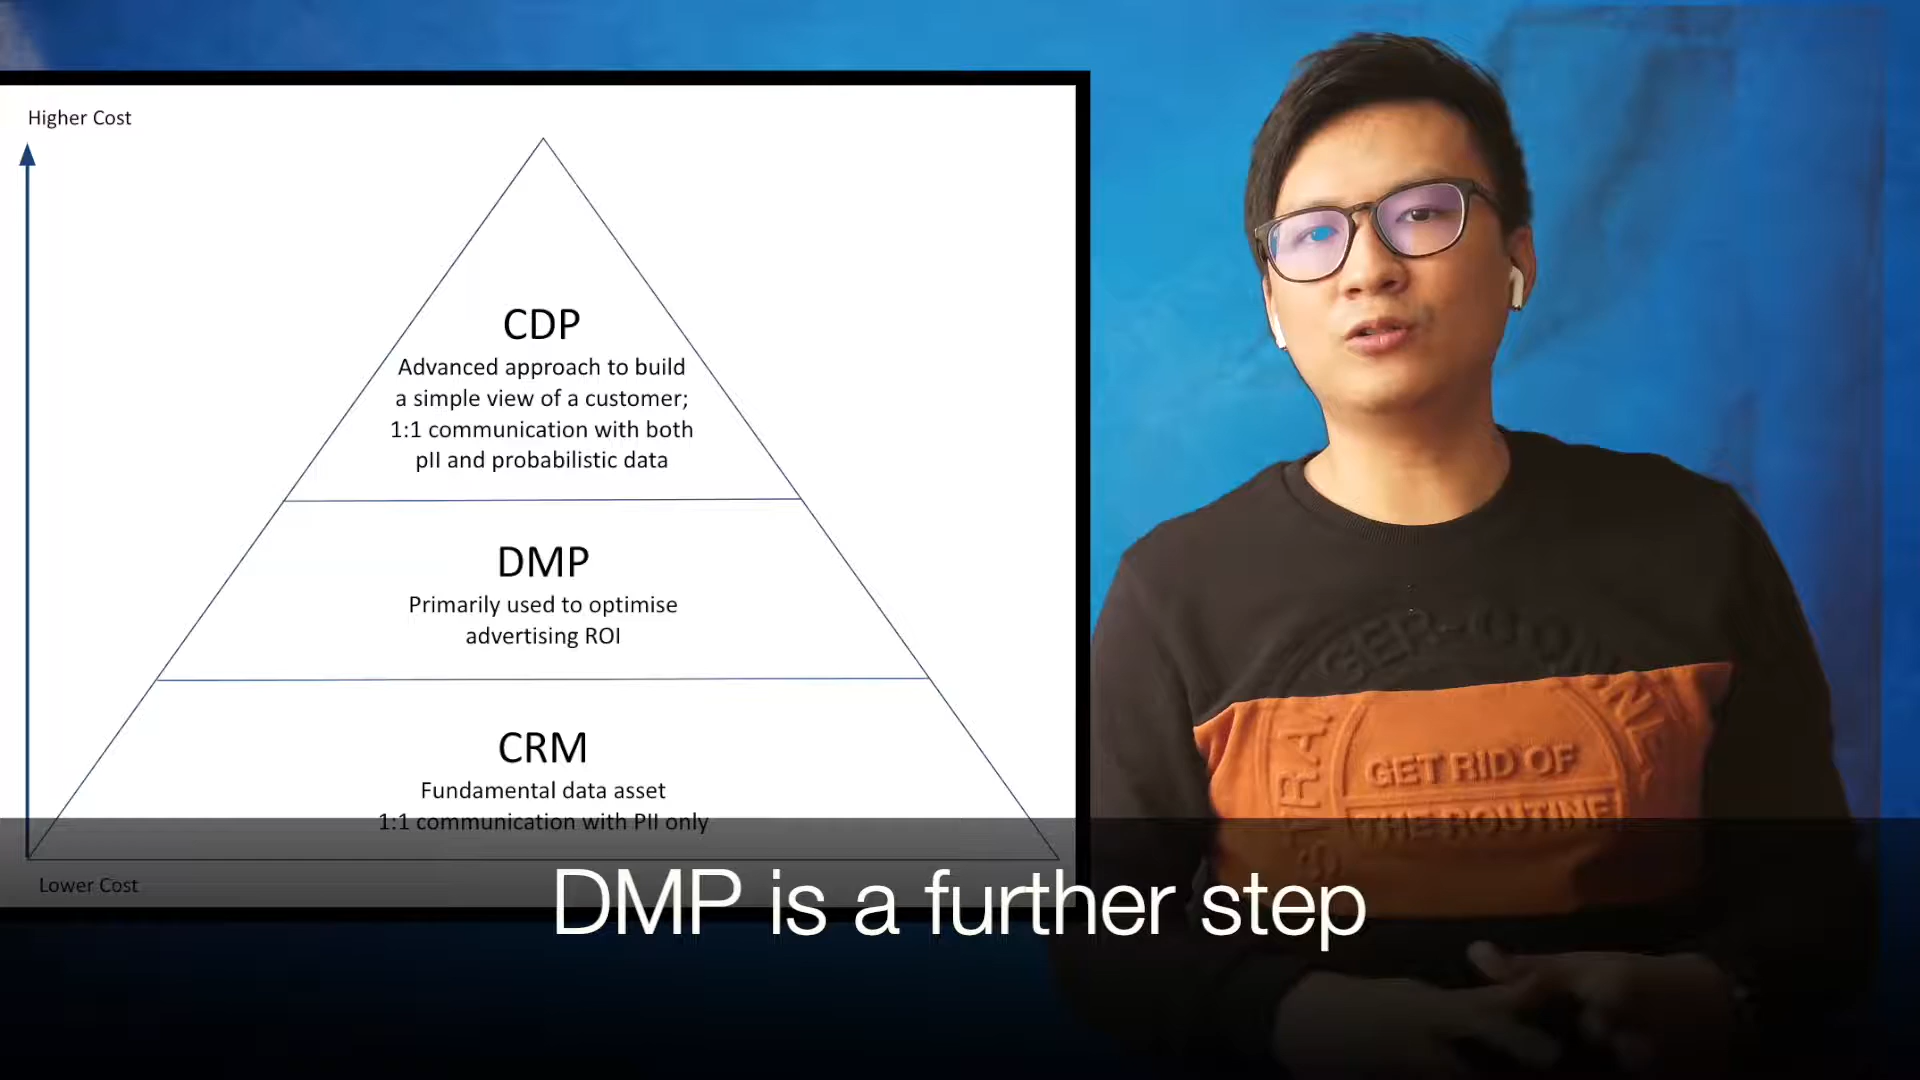 Higher Cost
CDP
Advanced approach to build
a simple view of a customer;
1:1 communication with both
pII and probabilistic data
DMP
Primarily used to optimise
advertising ROI
CRM
Fundamental data asset
1:1 communication with PII only
Lower Cost
DMP is a further step
GET RID OF
THE ROUTINE